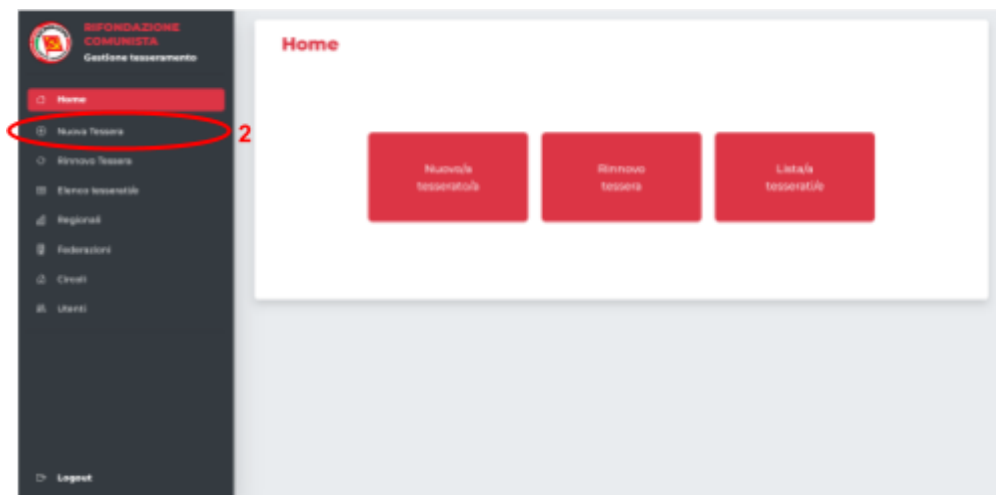 RIFONDAZIONE
COMUNISTA
Gestione tesseramento
Home
Nuova Tessera
2
Rinnovo Tessera
Elenco tesserati/e
Regionali
Federazioni
Circoli
Utenti
Logout
Home
Nuovo/a
tesserato/a
Rinnovo
tessera
Lista/a
tesserati/e